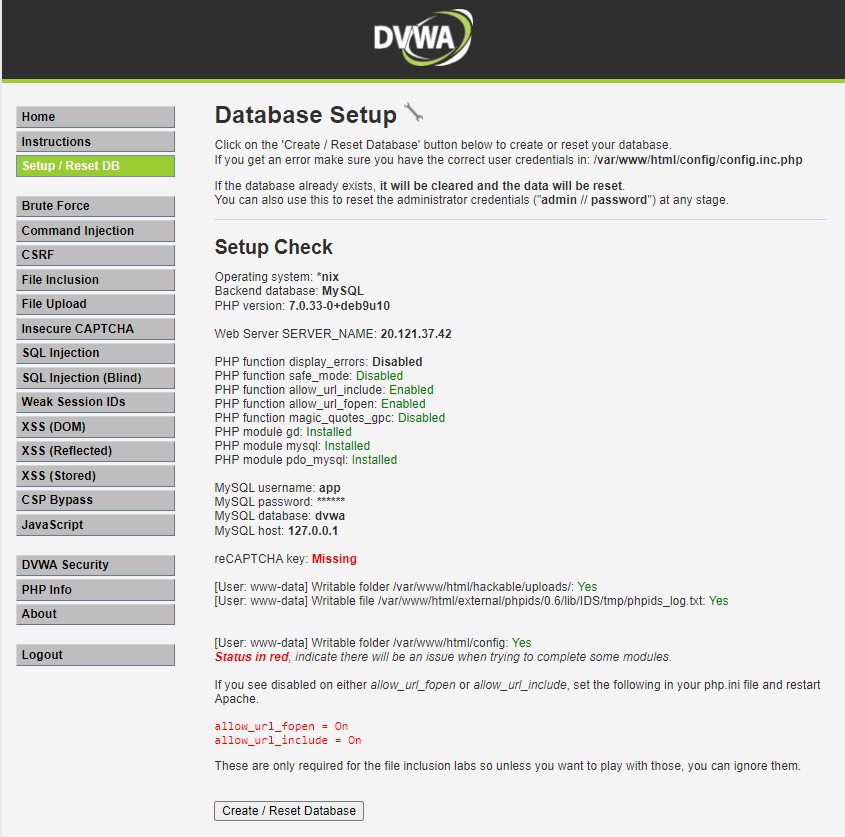 DVWA
Home
Instructions
Setup / Reset DB
Brute Force
Command Injection
CSRF
File Inclusion
File Upload
Insecure CAPTCHA
SQL Injection
SQL Injection (Blind)
Weak Session IDs
XSS (DOM)
XSS (Reflected)
XSS (Stored)
CSP Bypass
JavaScript
DVWA Security
PHP Info
About
Logout
Database Setup
Click on the 'Create / Reset Database' button below to create or reset your database.
If you get an error make sure you have the correct user credentials in: /var/www/html/config/config.inc.php
If the database already exists, it will be cleared and the data will be reset.
You can also use this to reset the administrator credentials ("admin // password") at any stage.
Setup Check
Operating system: *nix
Backend database: MySQL
PHP version: 7.0.33-0+deb9u10
Web Server SERVER_NAME: 20.121.37.42
PHP function display_errors: Disabled
PHP function safe_mode: Disabled
PHP function allow_url_include: Enabled
PHP function allow_url_fopen: Enabled
PHP function magic_quotes_gpc: Disabled
PHP module gd: Installed
PHP module mysql: Installed
PHP module pdo_mysql: Installed
MySQL username: app
MySQL password: ******
MySQL database: dvwa
MySQL host: 127.0.0.1
reCAPTCHA key: Missing
[User: www-data] Writable folder /var/www/html/hackable/uploads/: Yes
[User: www-data] Writable file /var/www/html/external/phpids/0.6/lib/IDS/tmp/phpids_log.txt: Yes
[User: www-data] Writable folder /var/www/html/config: Yes
Status in red, indicate there will be an issue when trying to complete some modules.
If you see disabled on either allow_url_fopen or allow_url_include, set the following in your php.ini file and restart
Apache.
allow_url_fopen = On
allow_url_include = On
These are only required for the file inclusion labs so unless you want to play with those, you can ignore them.
Create / Reset Database